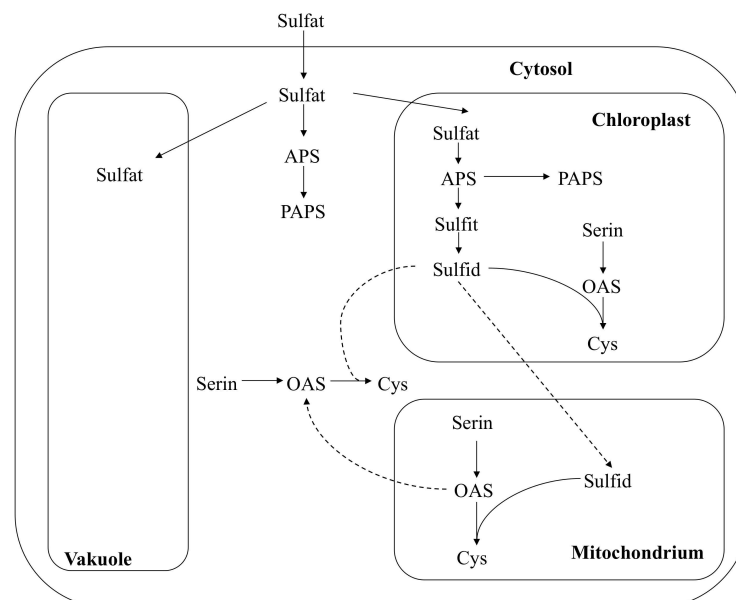 Sulfat
Cytosol
Sulfat
Chloroplast
Sulfat
APS
Sulfat
APS
PAPS
PAPS
Sulfit
Serin
Sulfid
OAS
Cys
Serin
OAS
Cys
Serin
Sulfid
OAS
Cys
Vakuole
Mitochondrium